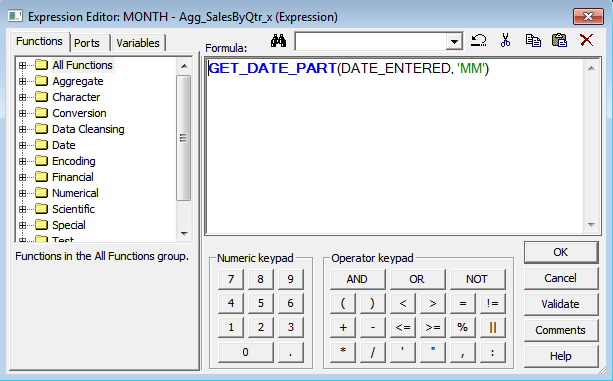 Expression Editor: MONTH - Agg_SalesByQtr_x (Expression)
Functions Ports Variables
Formula:
All Functions
Aggregate
Character
Conversion
Data Cleansing
Date
Encoding
Financial
Numerical
Scientific
Special
Test
GET_DATE_PART(DATE_ENTERED, 'MM')
Functions in the All Functions group.
Numeric keypad
7 8 9
4 5 6
1 2 3
0 .
Operator keypad
AND OR NOT
( ) < > = !=
+ - <= >= % ||
* / ' " , :
OK
Cancel
Validate
Comments
Help